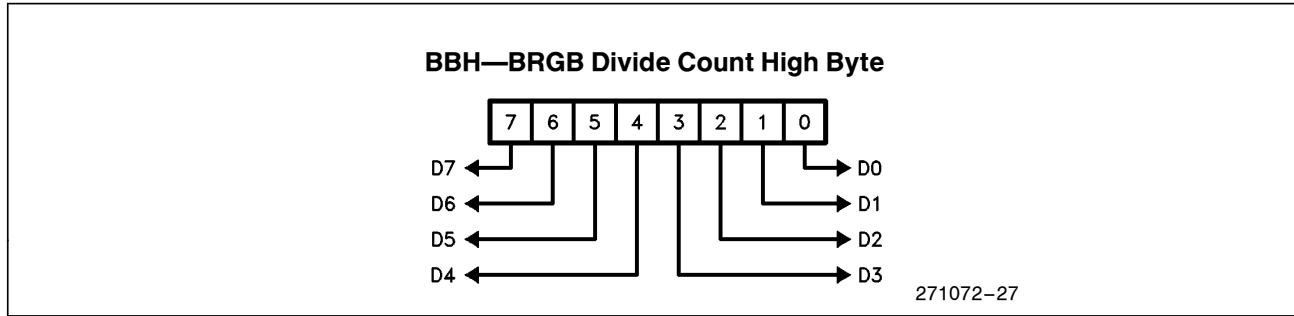 BBH—BRGB Divide Count High Byte
7 6 5 4 3 2 1 0
D7 D0
D6 D1
D5 D2
D4 D3
271072–27